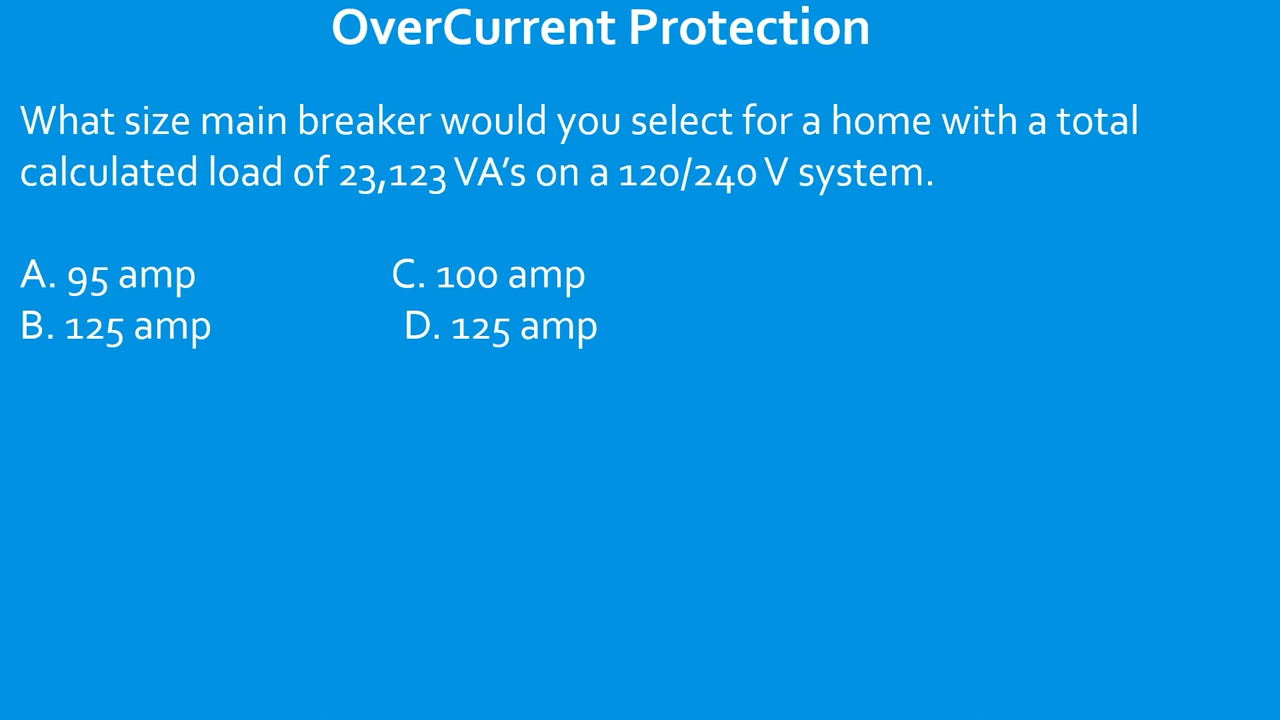 OverCurrent Protection
What size main breaker would you select for a home with a total
calculated load of 23,123 VA’s on a 120/240 V system.
A. 95 amp C. 100 amp
B. 125 amp D. 125 amp